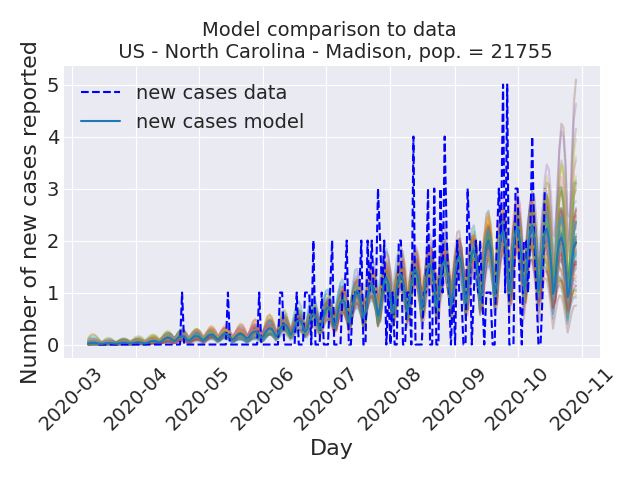 Model comparison to data
US - North Carolina - Madison, pop. = 21755
Number of new cases reported
5
4
3
2
1
0
new cases data
new cases model
2020-03
2020-04
2020-05
2020-06
2020-07
2020-08
2020-09
2020-10
2020-11
Day